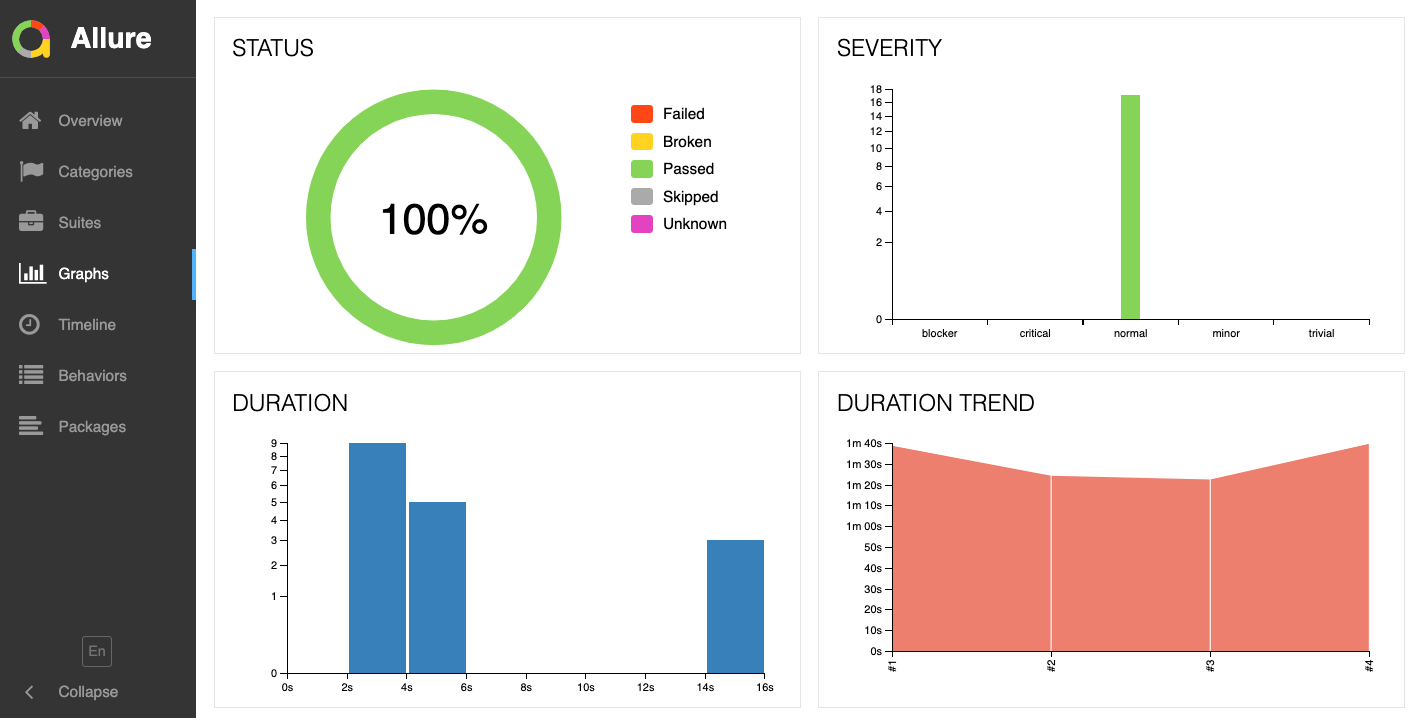 Allure
Overview
Categories
Suites
Graphs
Timeline
Behaviors
Packages
En
Collapse
STATUS
100%
Failed
Broken
Passed
Skipped
Unknown
SEVERITY
18
16
14
12
10
8
6
4
2
0
blocker critical normal minor trivial
DURATION
9
8
7
6
5
4
3
2
1
0
0s 2s 4s 6s 8s 10s 12s 14s 16s
DURATION TREND
1m 40s
1m 30s
1m 20s
1m 10s
1m 00s
50s
40s
30s
20s
10s
0s
#1 #2 #3 #4